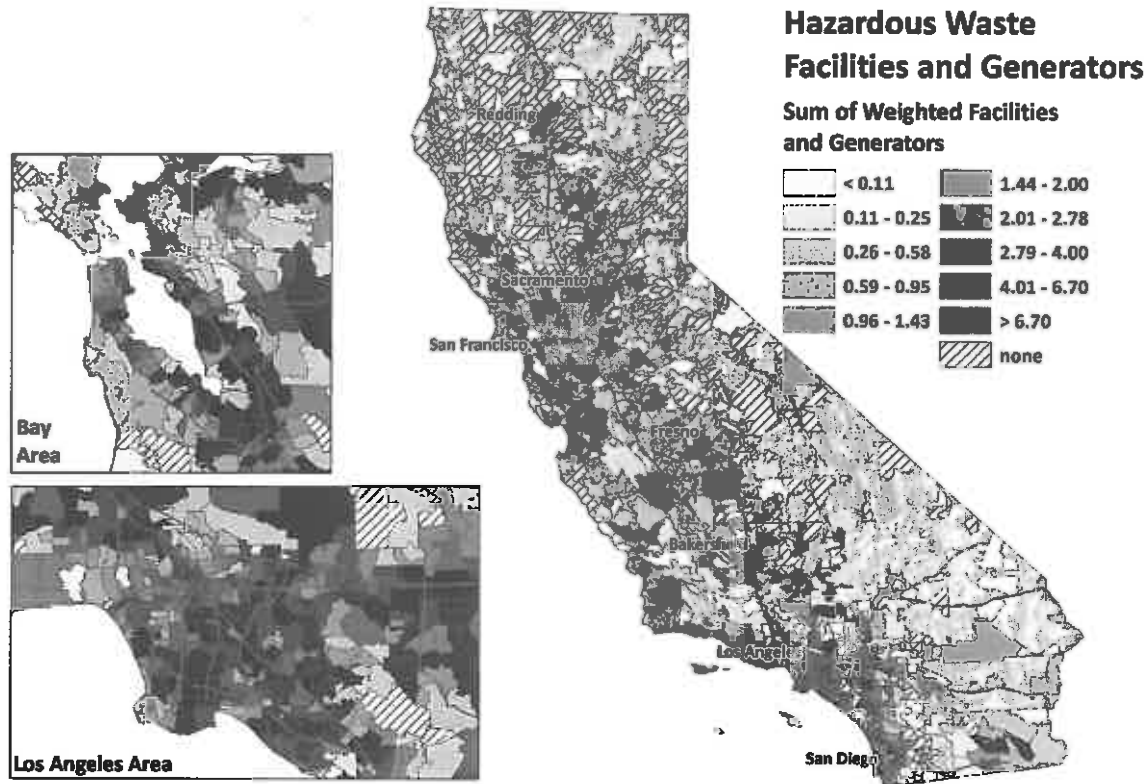 Hazardous Waste
Facilities and Generators
Sum of Weighted Facilities
and Generators
< 0.11
0.11 - 0.25
0.26 - 0.58
0.59 - 0.95
0.96 - 1.43
1.44 - 2.00
2.01 - 2.78
2.79 - 4.00
4.01 - 6.70
> 6.70
none
Redding
Sacramento
San Francisco
Fresno
Los Angeles
San Diego
Bay
Area
Los Angeles Area